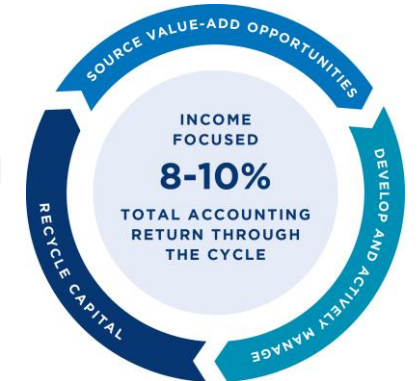 SOURCE VALUE-ADD OPPORTUNITIES
DEVELOP AND ACTIVELY MANAGE
RECYCLE CAPITAL
INCOME
FOCUSED
8-10%
TOTAL ACCOUNTING
RETURN THROUGH
THE CYCLE